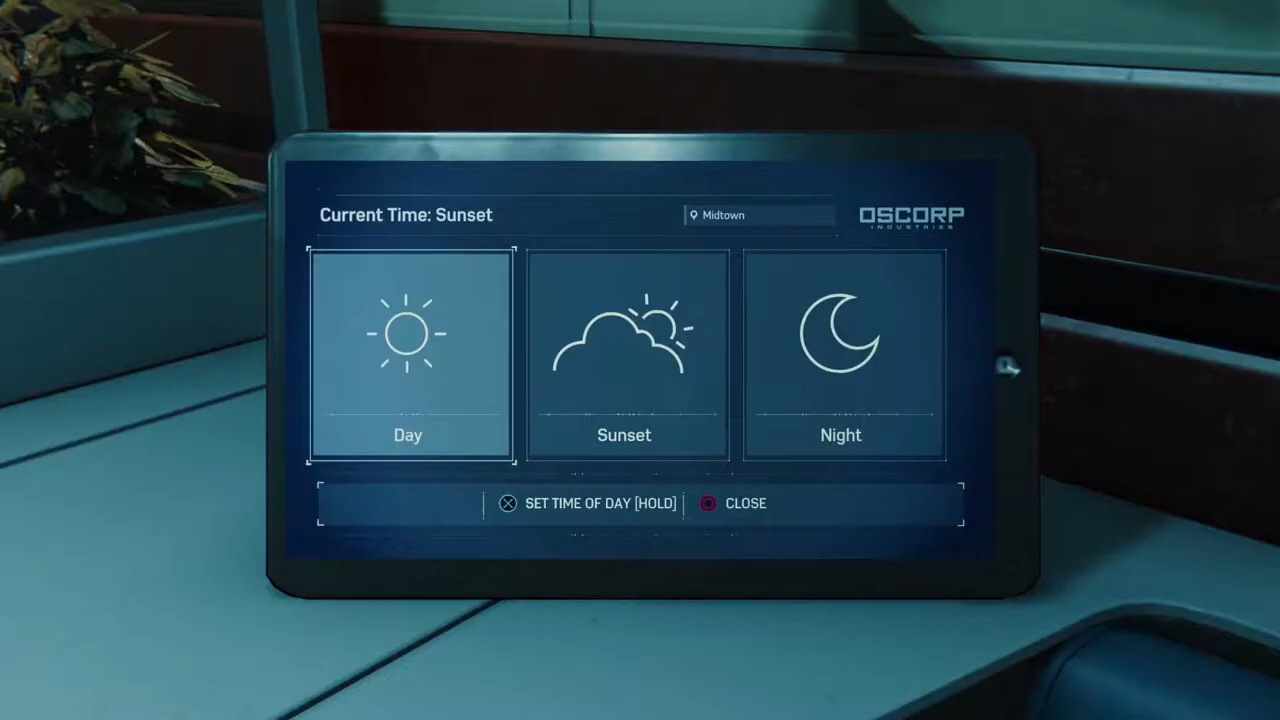 Current Time: Sunset
Midtown
OSCORP
INDUSTRIES
Day
Sunset
Night
SET TIME OF DAY [HOLD]
CLOSE